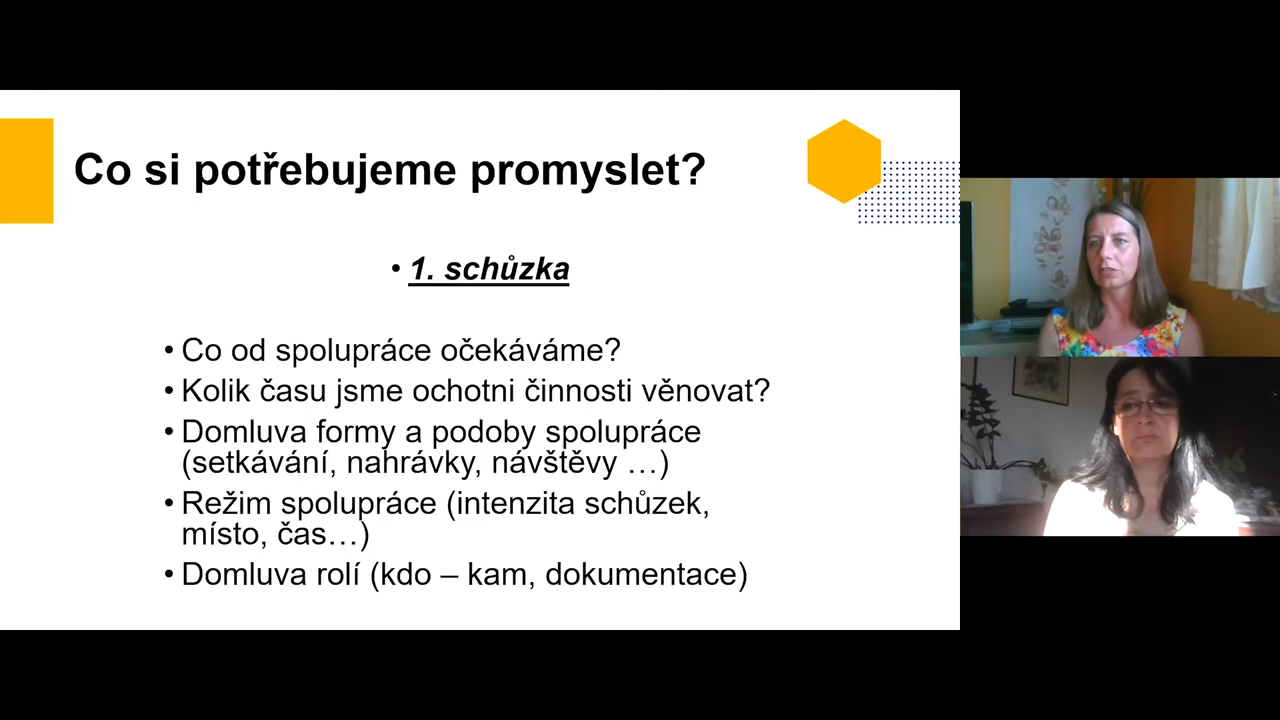 Co si potřebujeme promyslet?
• 1. schůzka
• Co od spolupráce očekáváme?
• Kolik času jsme ochotni činnosti věnovat?
• Domluva formy a podoby spolupráce
(setkávání, nahrávky, návštěvy …)
• Režim spolupráce (intenzita schůzek,
místo, čas…)
• Domluva rolí (kdo – kam, dokumentace)